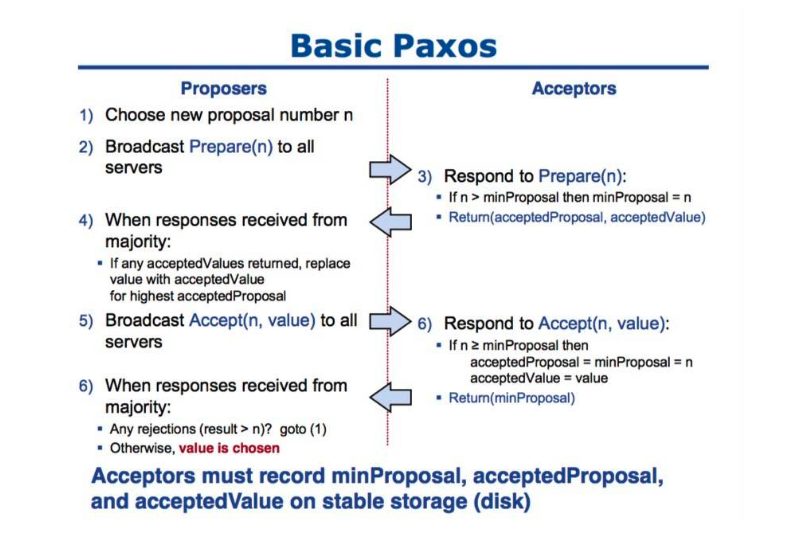 Basic Paxos
Proposers
1) Choose new proposal number n
2) Broadcast Prepare(n) to all
servers
4) When responses received from
majority:
▪ If any acceptedValues returned, replace
value with acceptedValue
for highest acceptedProposal
5) Broadcast Accept(n, value) to all
servers
6) When responses received from
majority:
▪ Any rejections (result > n)? goto (1)
▪ Otherwise, value is chosen
Acceptors
3) Respond to Prepare(n):
▪ If n > minProposal then minProposal = n
▪ Return(acceptedProposal, acceptedValue)
6) Respond to Accept(n, value):
▪ If n ≥ minProposal then
acceptedProposal = minProposal = n
acceptedValue = value
▪ Return(minProposal)
Acceptors must record minProposal, acceptedProposal,
and acceptedValue on stable storage (disk)